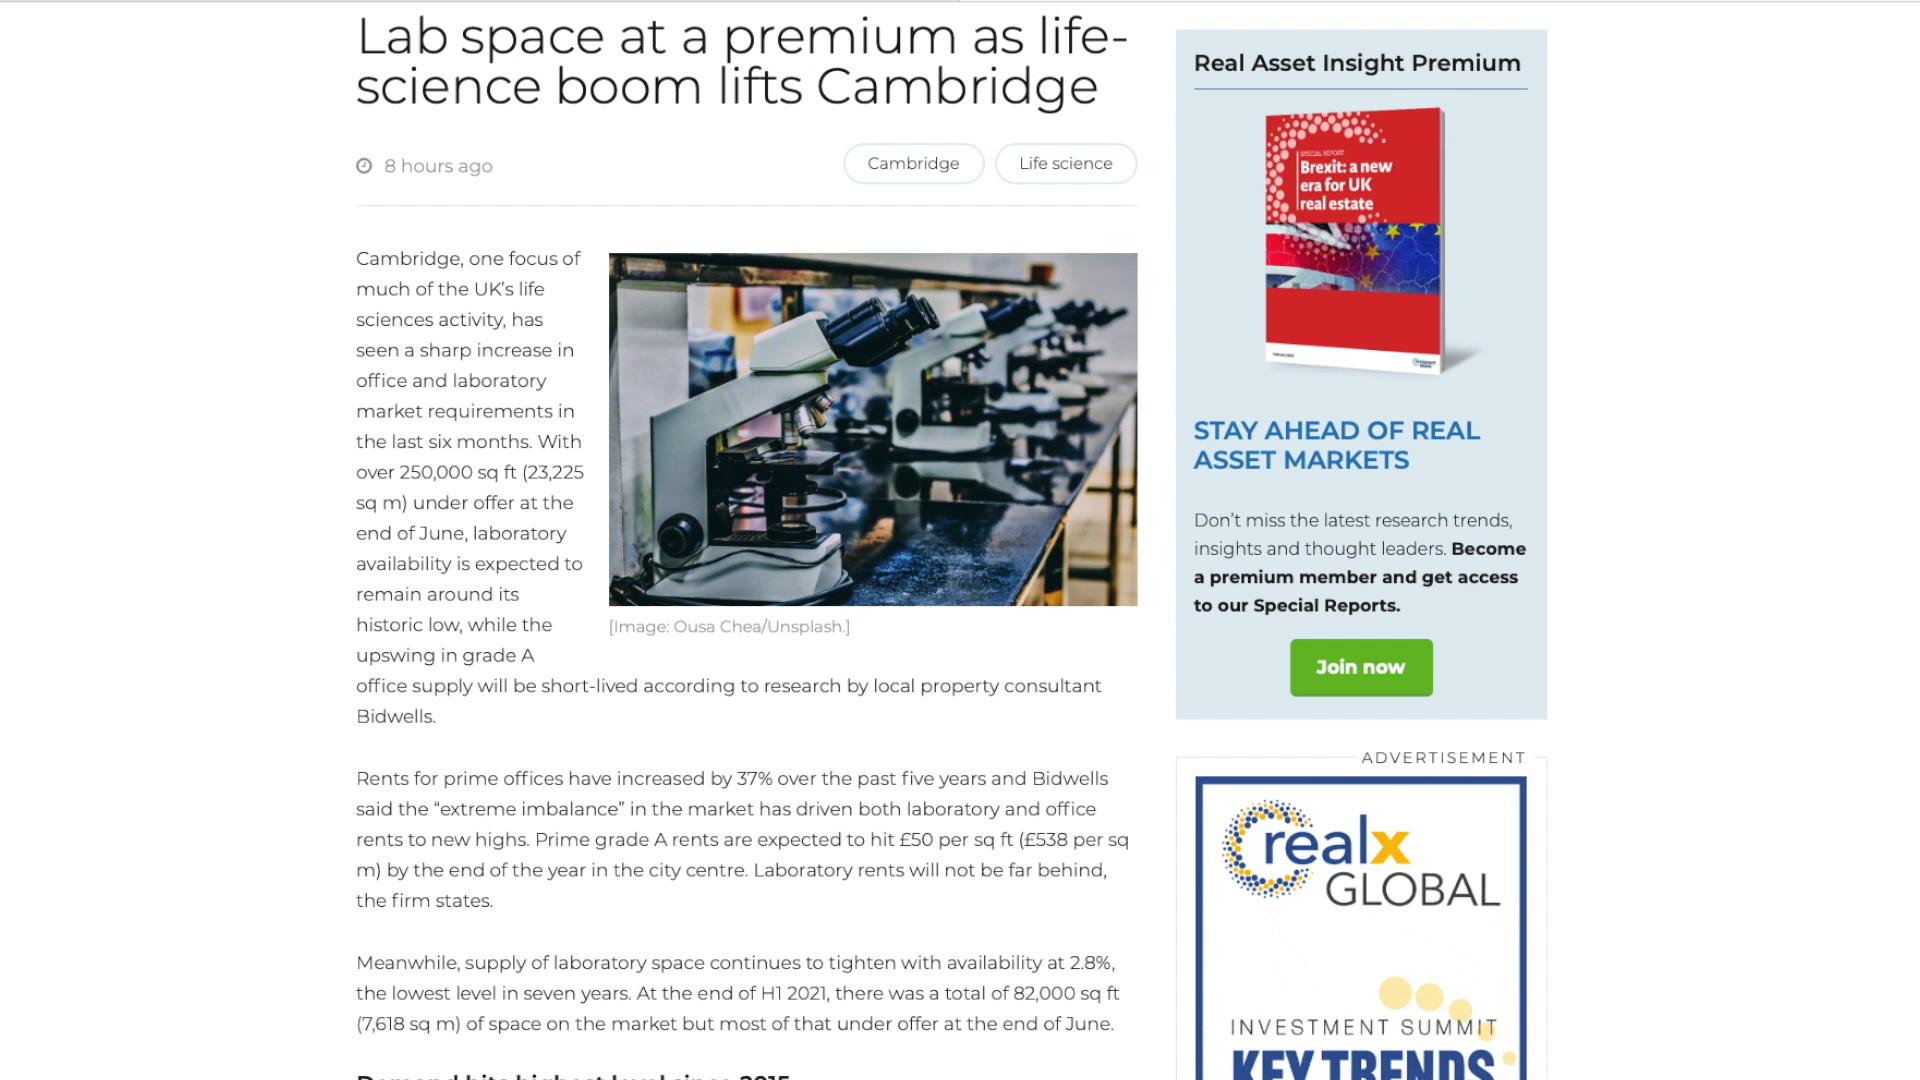 Lab space at a premium as life-
science boom lifts Cambridge
8 hours ago
Cambridge
Life science
Cambridge, one focus of
much of the UK's life
sciences activity, has
seen a sharp increase in
office and laboratory
market requirements in
the last six months. With
over 250,000 sq ft (23,225
sq m) under offer at the
end of June, laboratory
availability is expected to
remain around its
historic low, while the
upswing in grade A
office supply will be short-lived according to research by local property consultant
Bidwells.
[Image: Ousa Chea/Unsplash.]
Rents for prime offices have increased by 37% over the past five years and Bidwells
said the “extreme imbalance” in the market has driven both laboratory and office
rents to new highs. Prime grade A rents are expected to hit £50 per sq ft (£538 per sq
m) by the end of the year in the city centre. Laboratory rents will not be far behind,
the firm states.
Meanwhile, supply of laboratory space continues to tighten with availability at 2.8%,
the lowest level in seven years. At the end of H1 2021, there was a total of 82,000 sq ft
(7,618 sq m) of space on the market but most of that under offer at the end of June.
Demand hits highest level since 2015
Real Asset Insight Premium
SPECIAL REPORT
Brexit: a new
era for UK
real estate
STAY AHEAD OF REAL
ASSET MARKETS
Don't miss the latest research trends,
insights and thought leaders. Become
a premium member and get access
to our Special Reports.
Join now
ADVERTISEMENT
realx
GLOBAL
INVESTMENT SUMMIT
KEY TRENDS